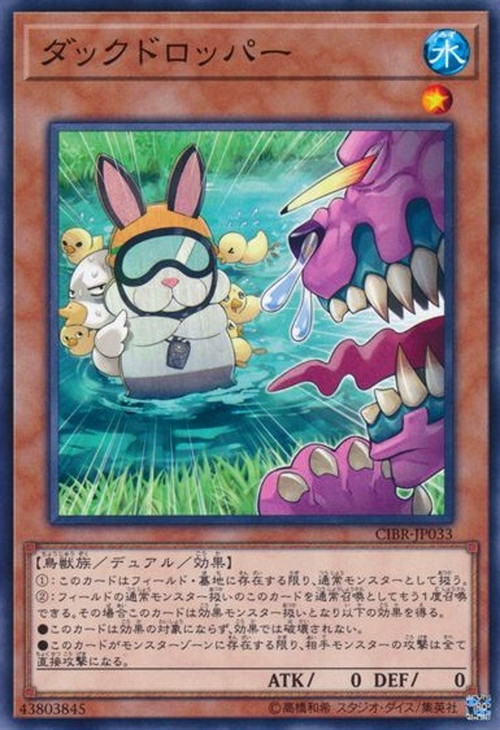 ダックドロッパー
水
CIBR-JP033
【鳥獣族／デュアル／効果】
①：このカードはフィールド・墓地に存在する限り、通常モンスターとして扱う。
②：フィールドの通常モンスター扱いのこのカードを通常召喚としてもう１度召喚
できる。その場合このカードは効果モンスター扱いとなり以下の効果を得る。
●このカードは効果の対象にならず、効果では破壊されない。
●このカードがモンスターゾーンに存在する限り、相手モンスターの攻撃は全て
直接攻撃になる。
ATK/ 0 DEF/ 0
43803845 ©高橋和希 スタジオ・ダイス/集英社